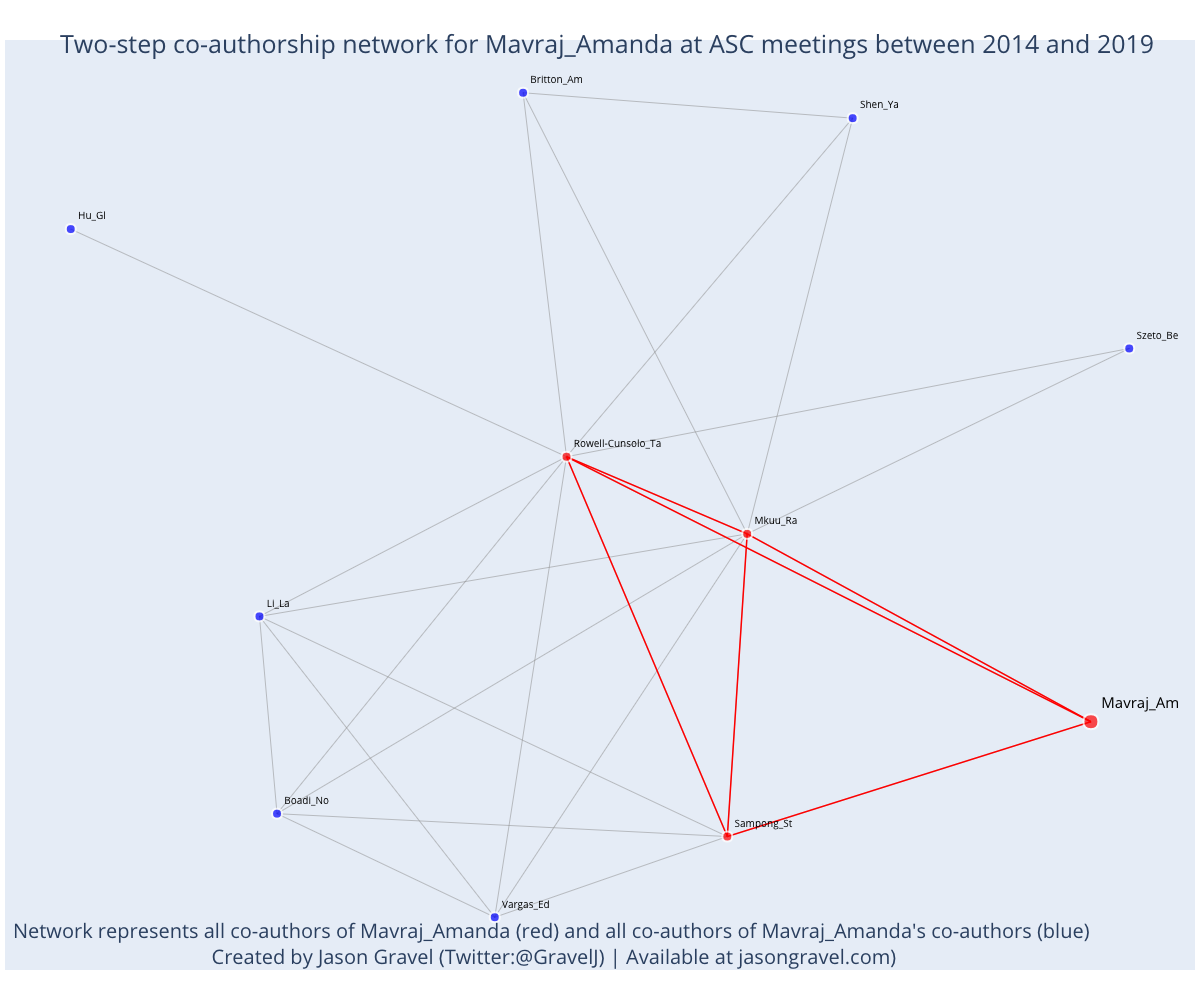 Two-step co-authorship network for Mavraj_Amanda at ASC meetings between 2014 and 2019
Britton_Am
Shen_Ya
Hu_Gl
Szeto_Be
Rowell-Cunsolo_Ta
Mkuu_Ra
Li_La
Mavraj_Am
Boadi_No
Sampong_St
Vargas_Ed
Network represents all co-authors of Mavraj_Amanda (red) and all co-authors of Mavraj_Amanda's co-authors (blue)
Created by Jason Gravel (Twitter:@GravelJ) | Available at jasongravel.com)